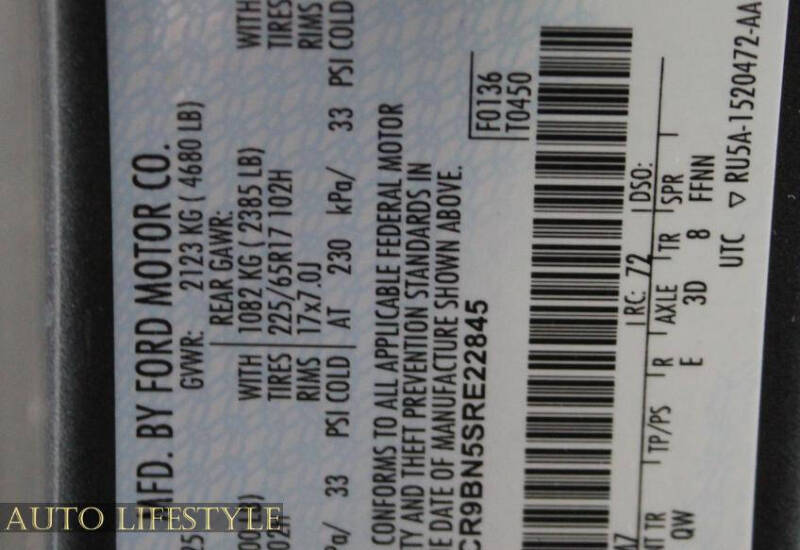 MFD. BY FORD MOTOR CO.
25
GVWR: 2123 KG ( 4680 LB)
REAR GAWR:
WITH 1082 KG ( 2385 LB) WITH
TIRES 225/65R17 102H TIRES
RIMS 17x7.0J RIMS
33 PSI COLD AT 230 kPa/ 33 PSI COLD
CONFORMS TO ALL APPLICABLE FEDERAL MOTOR
TY AND THEFT PREVENTION STANDARDS IN
E DATE OF MANUFACTURE SHOWN ABOVE.
CR9BN5SRE22845
F0136
T0450
RC: 72 DSO:
TP/PS R AXLE TR SPR
QW E 3D 8 FFNN
UTC ▽ RU5A-1520472-AA
AUTO LIFESTYLE